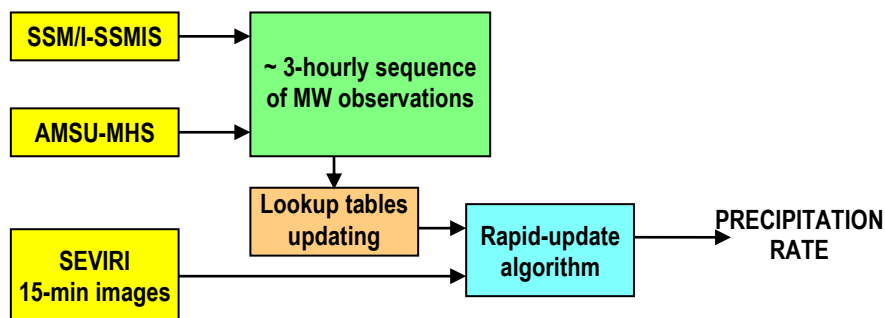 SSM/I-SSMIS
~ 3-hourly sequence
of MW observations
AMSU-MHS
Lookup tables
updating
SEVIRI
15-min images
Rapid-update
algorithm
PRECIPITATION
RATE